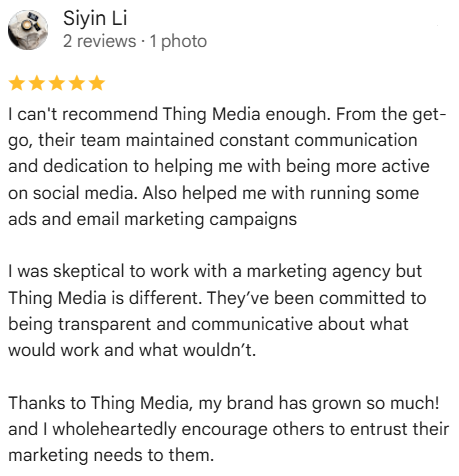 Siyin Li
2 reviews · 1 photo
I can't recommend Thing Media enough. From the get-
go, their team maintained constant communication
and dedication to helping me with being more active
on social media. Also helped me with running some
ads and email marketing campaigns
I was skeptical to work with a marketing agency but
Thing Media is different. They’ve been committed to
being transparent and communicative about what
would work and what wouldn’t.
Thanks to Thing Media, my brand has grown so much!
and I wholeheartedly encourage others to entrust their
marketing needs to them.